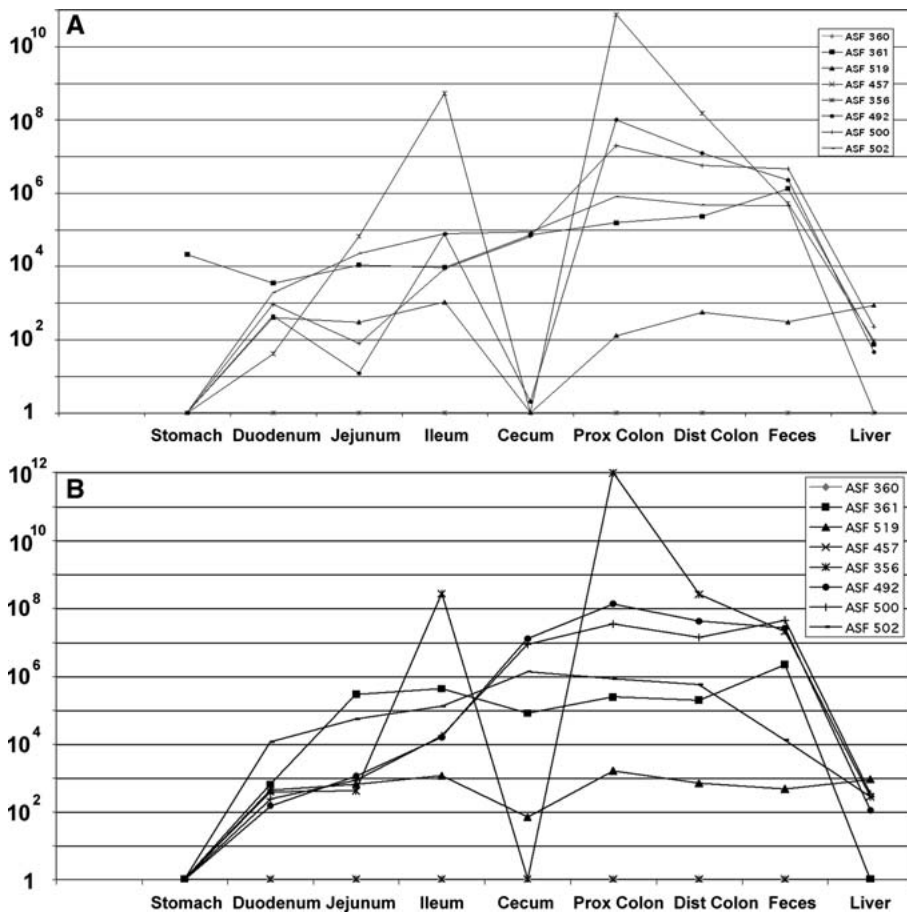 A
10^10
10^8
10^6
10^4
10^2
1
ASF 360
ASF 361
ASF 519
ASF 457
ASF 356
ASF 492
ASF 500
ASF 502
Stomach Duodenum Jejunum Ileum Cecum Prox Colon Dist Colon Feces Liver
B
10^12
10^10
10^8
10^6
10^4
10^2
1
ASF 360
ASF 361
ASF 519
ASF 457
ASF 356
ASF 492
ASF 500
ASF 502
Stomach Duodenum Jejunum Ileum Cecum Prox Colon Dist Colon Feces Liver